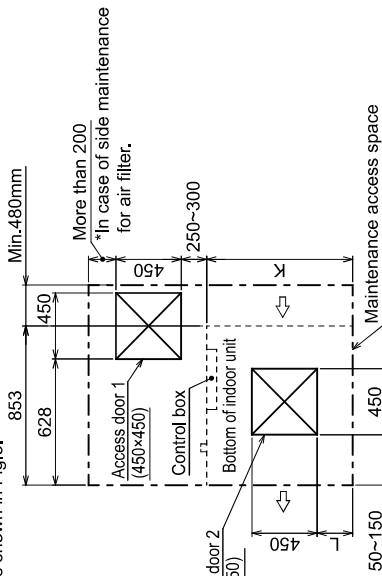 shown in Fig.6.
Min.480mm
853
628
450
More than 200
*In case of side maintenance
for air filter.
Access door 1
(450×450)
450
250~300
Control box
Bottom of indoor unit
K
door 2
450
L
50~150
450
Maintenance access space